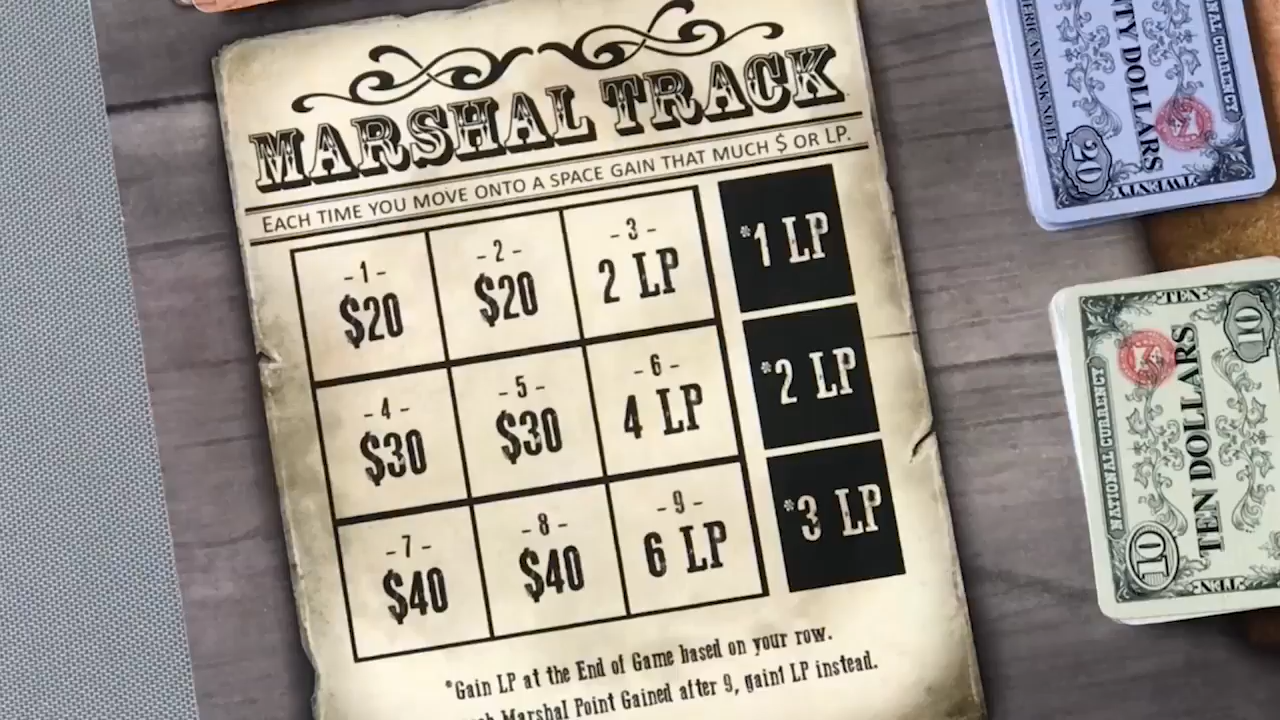 MARSHAL TRACK
EACH TIME YOU MOVE ONTO A SPACE GAIN THAT MUCH $ OR LP.
-1- -2- -3-
$20 $20 2 LP *1 LP
-4- -5- -6-
$30 $30 4 LP *2 LP
-7- -8- -9-
$40 $40 6 LP *3 LP
*Gain LP at the End of Game based on your row.
Marshal Point Gained after 9, gain1 LP instead.
NATIONAL CURRENCY
TEN DOLLARS
TEN
10
10
TEN
DOLLARS
20
TWENTY